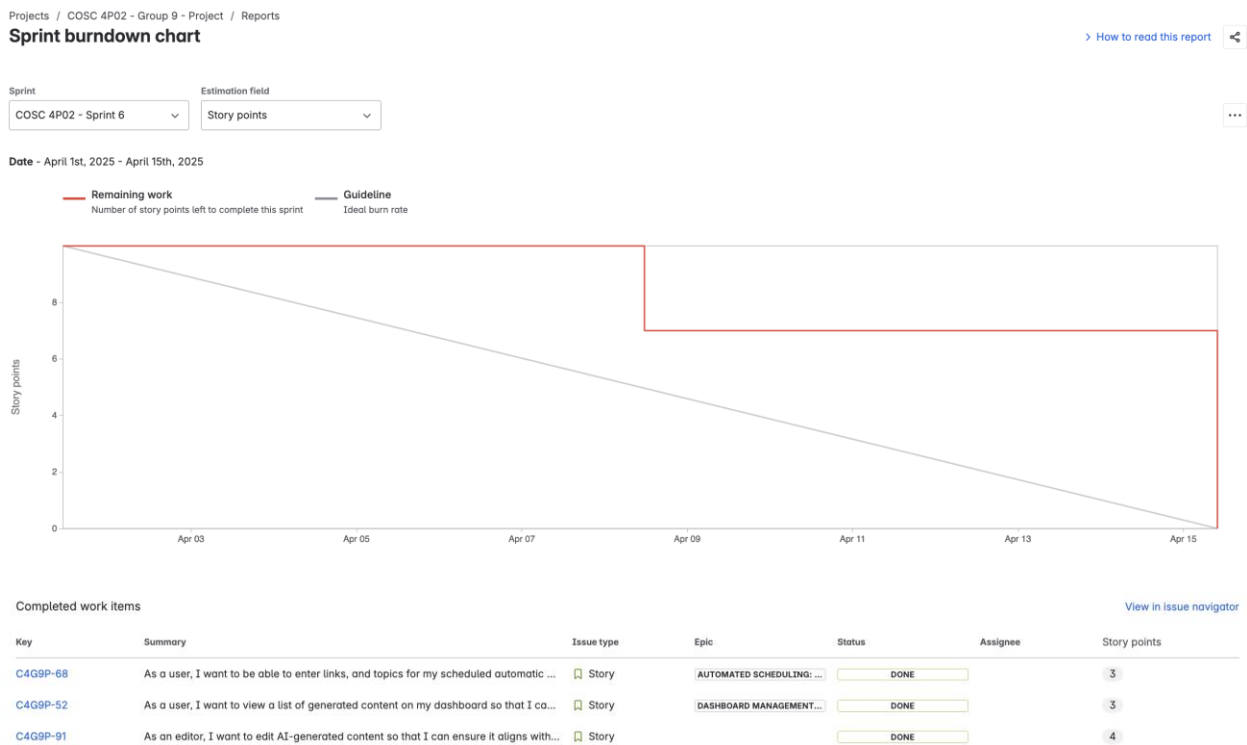 Projects / COSC 4P02 - Group 9 - Project / Reports
Sprint burndown chart
How to read this report
Sprint
Estimation field
COSC 4P02 - Sprint 6
Story points
Date - April 1st, 2025 - April 15th, 2025
Remaining work
Number of story points left to complete this sprint
Guideline
Ideal burn rate
Story points
8
6
4
2
0
Apr 03
Apr 05
Apr 07
Apr 09
Apr 11
Apr 13
Apr 15
Completed work items
View in issue navigator
Key Summary Issue type Epic Status Assignee Story points
C4G9P-68 As a user, I want to be able to enter links, and topics for my scheduled automatic ... Story AUTOMATED SCHEDULING: ... DONE 3
C4G9P-52 As a user, I want to view a list of generated content on my dashboard so that I ca... Story DASHBOARD MANAGEMENT... DONE 3
C4G9P-91 As an editor, I want to edit AI-generated content so that I can ensure it aligns with... Story DONE 4